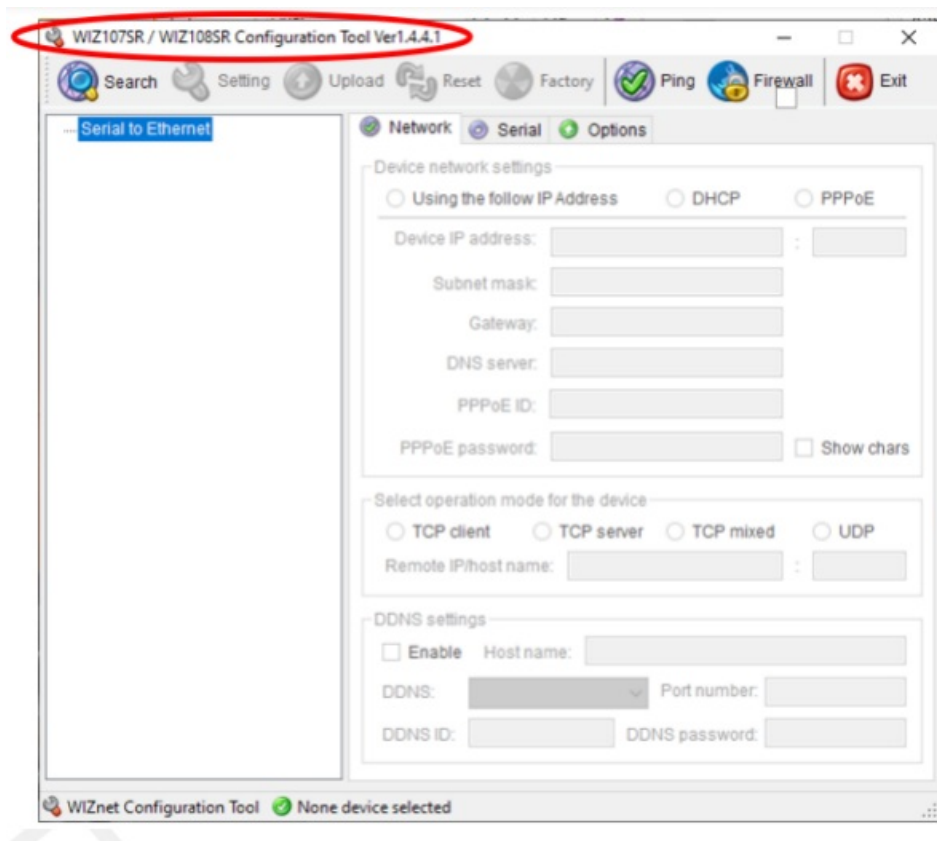 WIZ107SR / WIZ108SR Configuration Tool Ver1.4.4.1
Search Setting Upload Reset Factory Ping Firewall Exit
Serial to Ethernet
Network Serial Options
Device network settings
Using the follow IP Address DHCP PPPoE
Device IP address: :
Subnet mask:
Gateway:
DNS server:
PPPoE ID:
PPPoE password: Show chars
Select operation mode for the device
TCP client TCP server TCP mixed UDP
Remote IP/host name: :
DDNS settings
Enable Host name:
DDNS: Port number:
DDNS ID: DDNS password:
WIZnet Configuration Tool None device selected